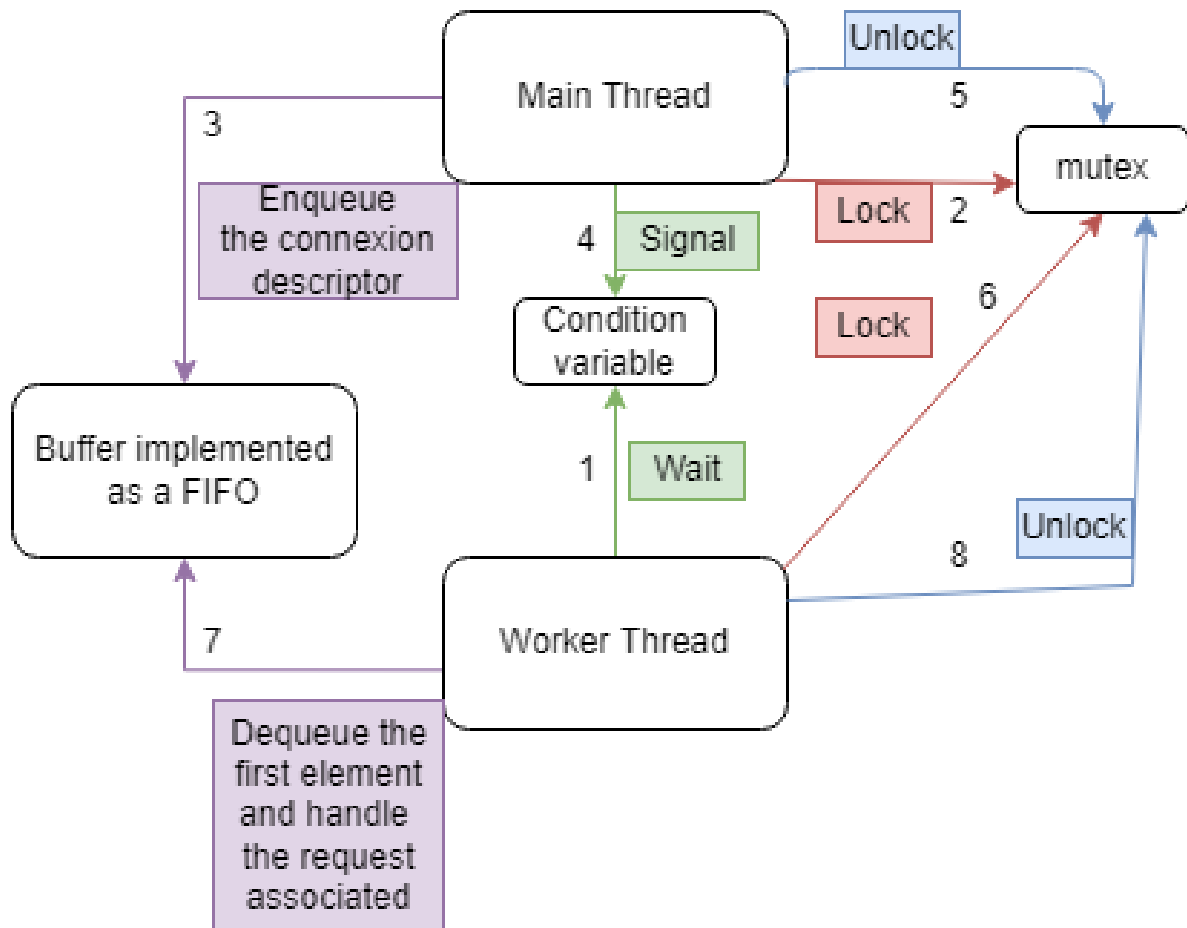 Unlock
Main Thread
5
3
mutex
Enqueue
the connexion
descriptor
Lock
2
4
Signal
6
Condition
variable
Lock
Buffer implemented
as a FIFO
1
Wait
Unlock
8
Worker Thread
7
Dequeue the
first element
and handle
the request
associated